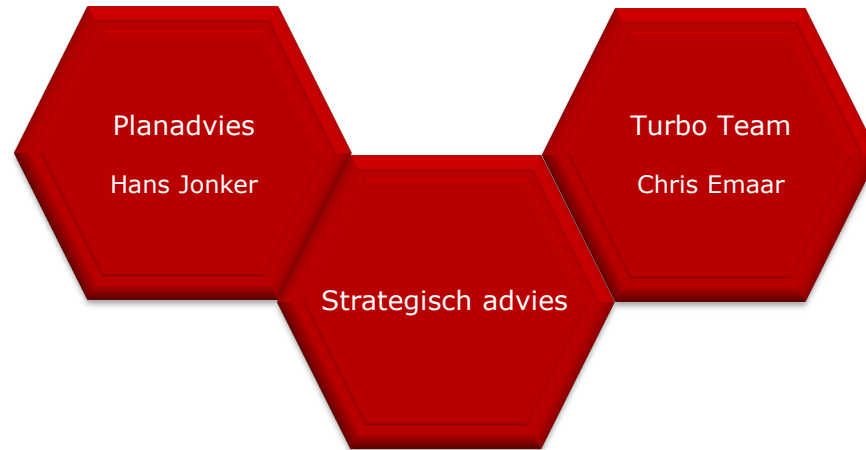 Planadvies
Hans Jonker
Turbo Team
Chris Emaar
Strategisch advies